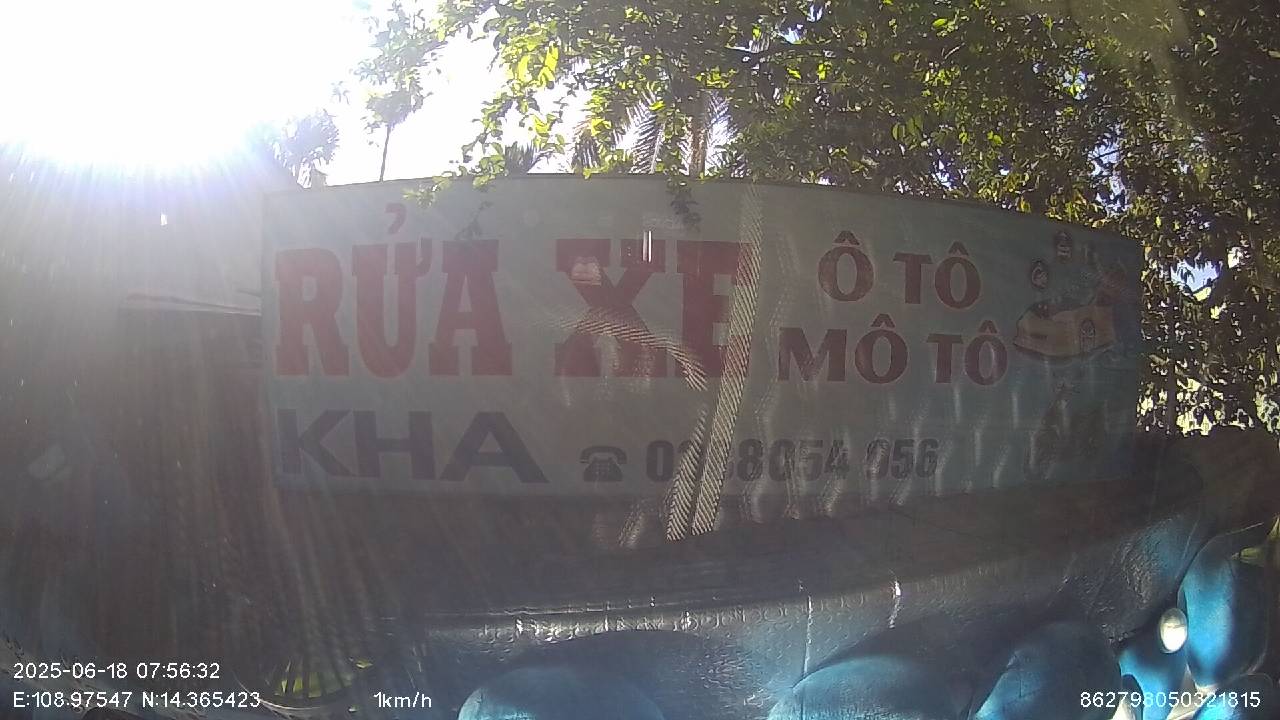 RỬA XE
Ô TÔ
MÔ TÔ
KHA
2025-06-18 07:56:32
E:108.97547 N:14.365423
1km/h
862798050321815